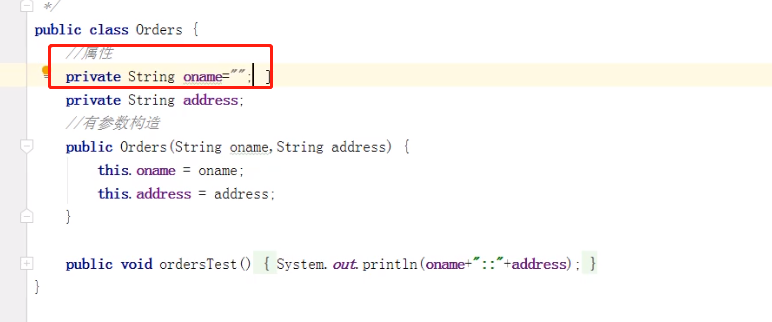 */
public class Orders {
//属性
private String oname="";
private String address;
//有参数构造
public Orders(String oname,String address) {
this.oname = oname;
this.address = address;
}
public void ordersTest() { System.out.println(oname+"::"+address); }
}